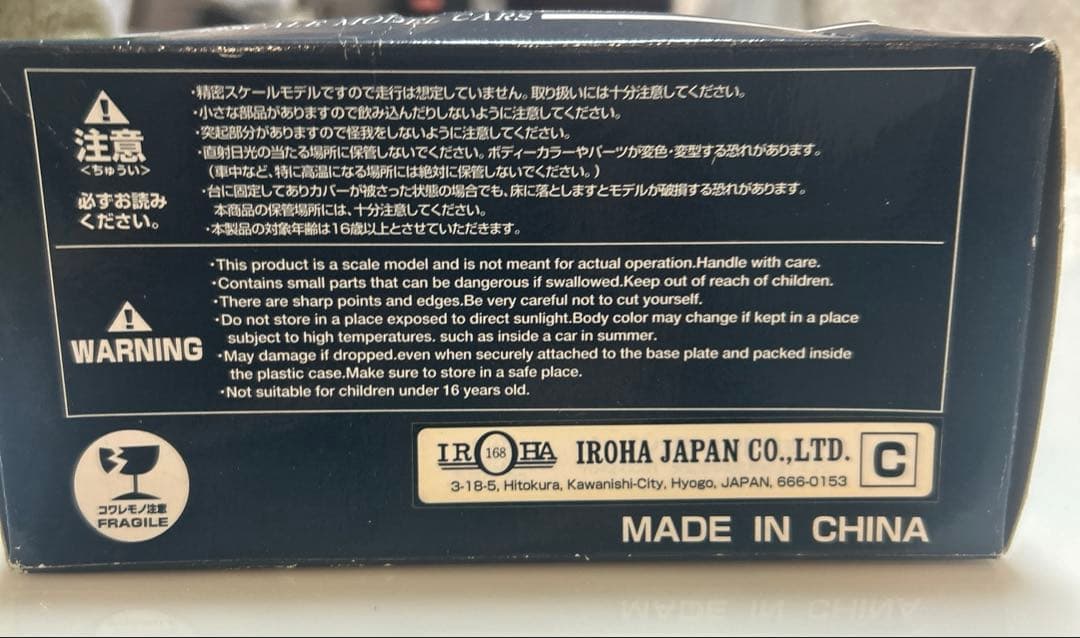 MODEL CARS
・精密スケールモデルですので走行は想定していません。取り扱いには十分注意してください。
・小さな部品がありますので飲み込んだりしないように注意してください。
・突起部分がありますので怪我をしないように注意してください。
・直射日光の当たる場所に保管しないでください。ボディーカラーやパーツが変色・変型する恐れがあります。
（車中など、特に高温になる場所には絶対に保管しないでください。）
・台に固定してありカバーが被さった状態の場合でも、床に落としますとモデルが破損する恐れがあります。
本商品の保管場所には、十分注意してください。
・本製品の対象年齢は16歳以上とさせていただきます。
注意
<ちゅうい>
必ずお読み
ください。
・This product is a scale model and is not meant for actual operation.Handle with care.
・Contains small parts that can be dangerous if swallowed.Keep out of reach of children.
・There are sharp points and edges.Be very careful not to cut yourself.
・Do not store in a place exposed to direct sunlight.Body color may change if kept in a place
subject to high temperatures. such as inside a car in summer.
・May damage if dropped.even when securely attached to the base plate and packed inside
the plastic case.Make sure to store in a safe place.
・Not suitable for children under 16 years old.
WARNING
コワレモノ注意
FRAGILE
IROHA 168 IROHA JAPAN CO.,LTD. C
3-18-5, Hitokura, Kawanishi-City, Hyogo, JAPAN, 666-0153
MADE IN CHINA